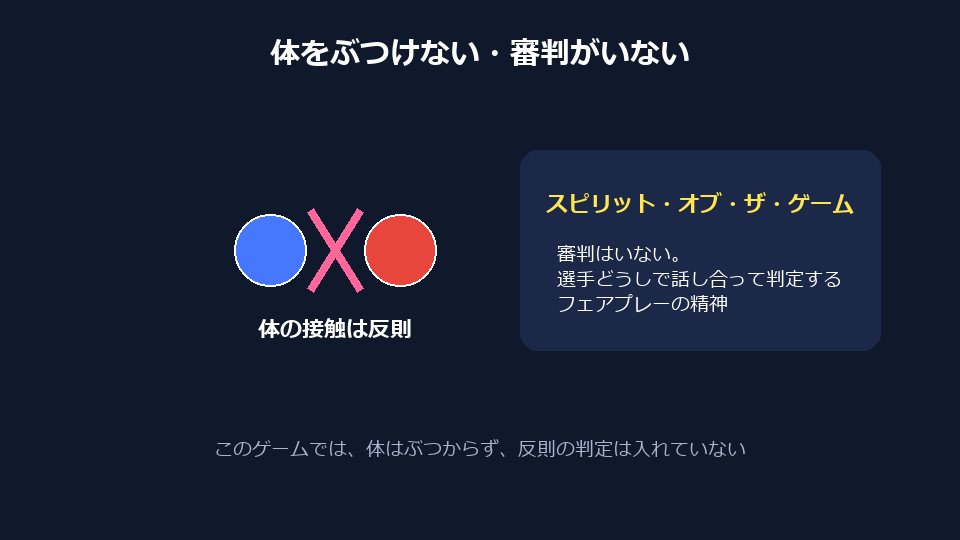 体をぶつけない・審判がいない
スピリット・オブ・ザ・ゲーム
審判はいない。
選手どうしで話し合って判定する
フェアプレーの精神
体の接触は反則
このゲームでは、体はぶつからず、反則の判定は入れていない